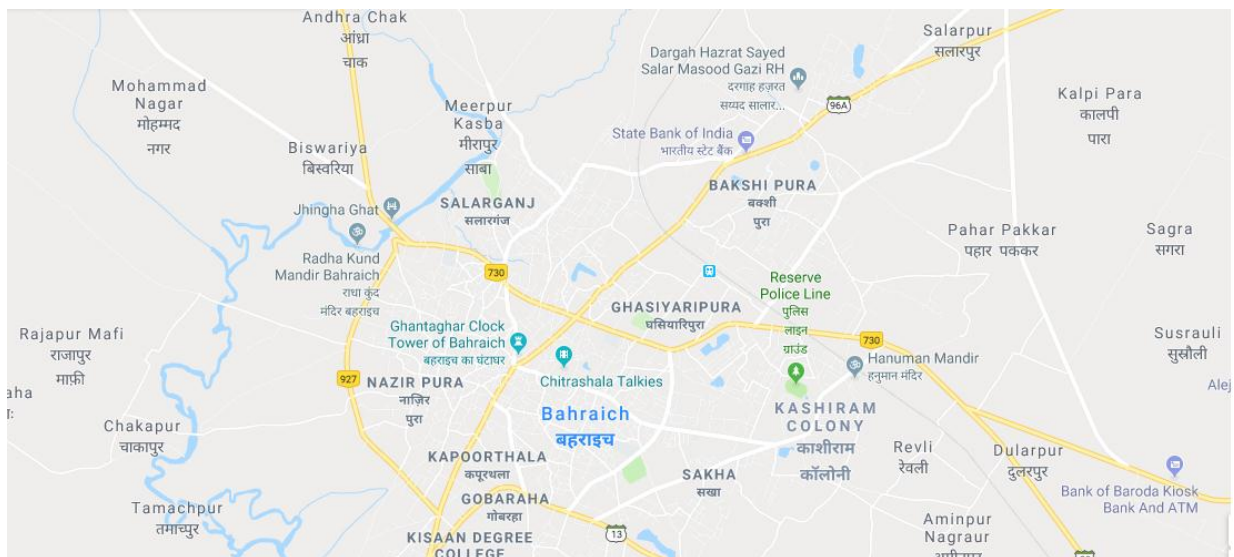 Andhra Chak
आंध्रा
चाक
Salarpur
सलारपुर
Dargah Hazrat Sayed
Salar Masood Gazi RH
दरगाह हज़रत
सय्यद सालार...
Mohammad
Nagar
मोहम्मद
नगर
Meerpur
Kasba
मीरापुर
साबा
96A
Kalpi Para
कालपी
पारा
State Bank of India
भारतीय स्टेट बैंक
Biswariya
बिस्वरिया
BAKSHI PURA
बक्शी
पुरा
Jhingha Ghat
SALARGANJ
सलारगंज
Pahar Pakkar
पहार पक्कर
Sagra
सगरा
Radha Kund
Mandir Bahraich
राधा कुंद
मंदिर बहराइच
730
Reserve
Police Line
पुलिस
लाइन
ग्राउंड
GHASIYARIPURA
घसियारिपुरा
Rajapur Mafi
राजापुर
माफ़ी
Ghantaghar Clock
Tower of Bahraich
बहराइच का घंटाघर
730
Susrauli
सुस्रौली
Hanuman Mandir
हनुमान मंदिर
Chitrashala Talkies
927
NAZIR PURA
नाज़िर
पुरा
aha
ा:
Alej
Bahraich
बहराइच
KASHIRAM
COLONY
काशीराम
कॉलोनी
Chakapur
चाकापुर
Revli
रेवली
Dularpur
दुलरपुर
KAPOORTHALA
कपूरथला
SAKHA
सखा
Bank of Baroda Kiosk
Bank And ATM
GOBARAHA
गोबरहा
Tamachpur
तमाच्पुर
13
Aminpur
Nagraur
KISAAN DEGREE
COLLEGE